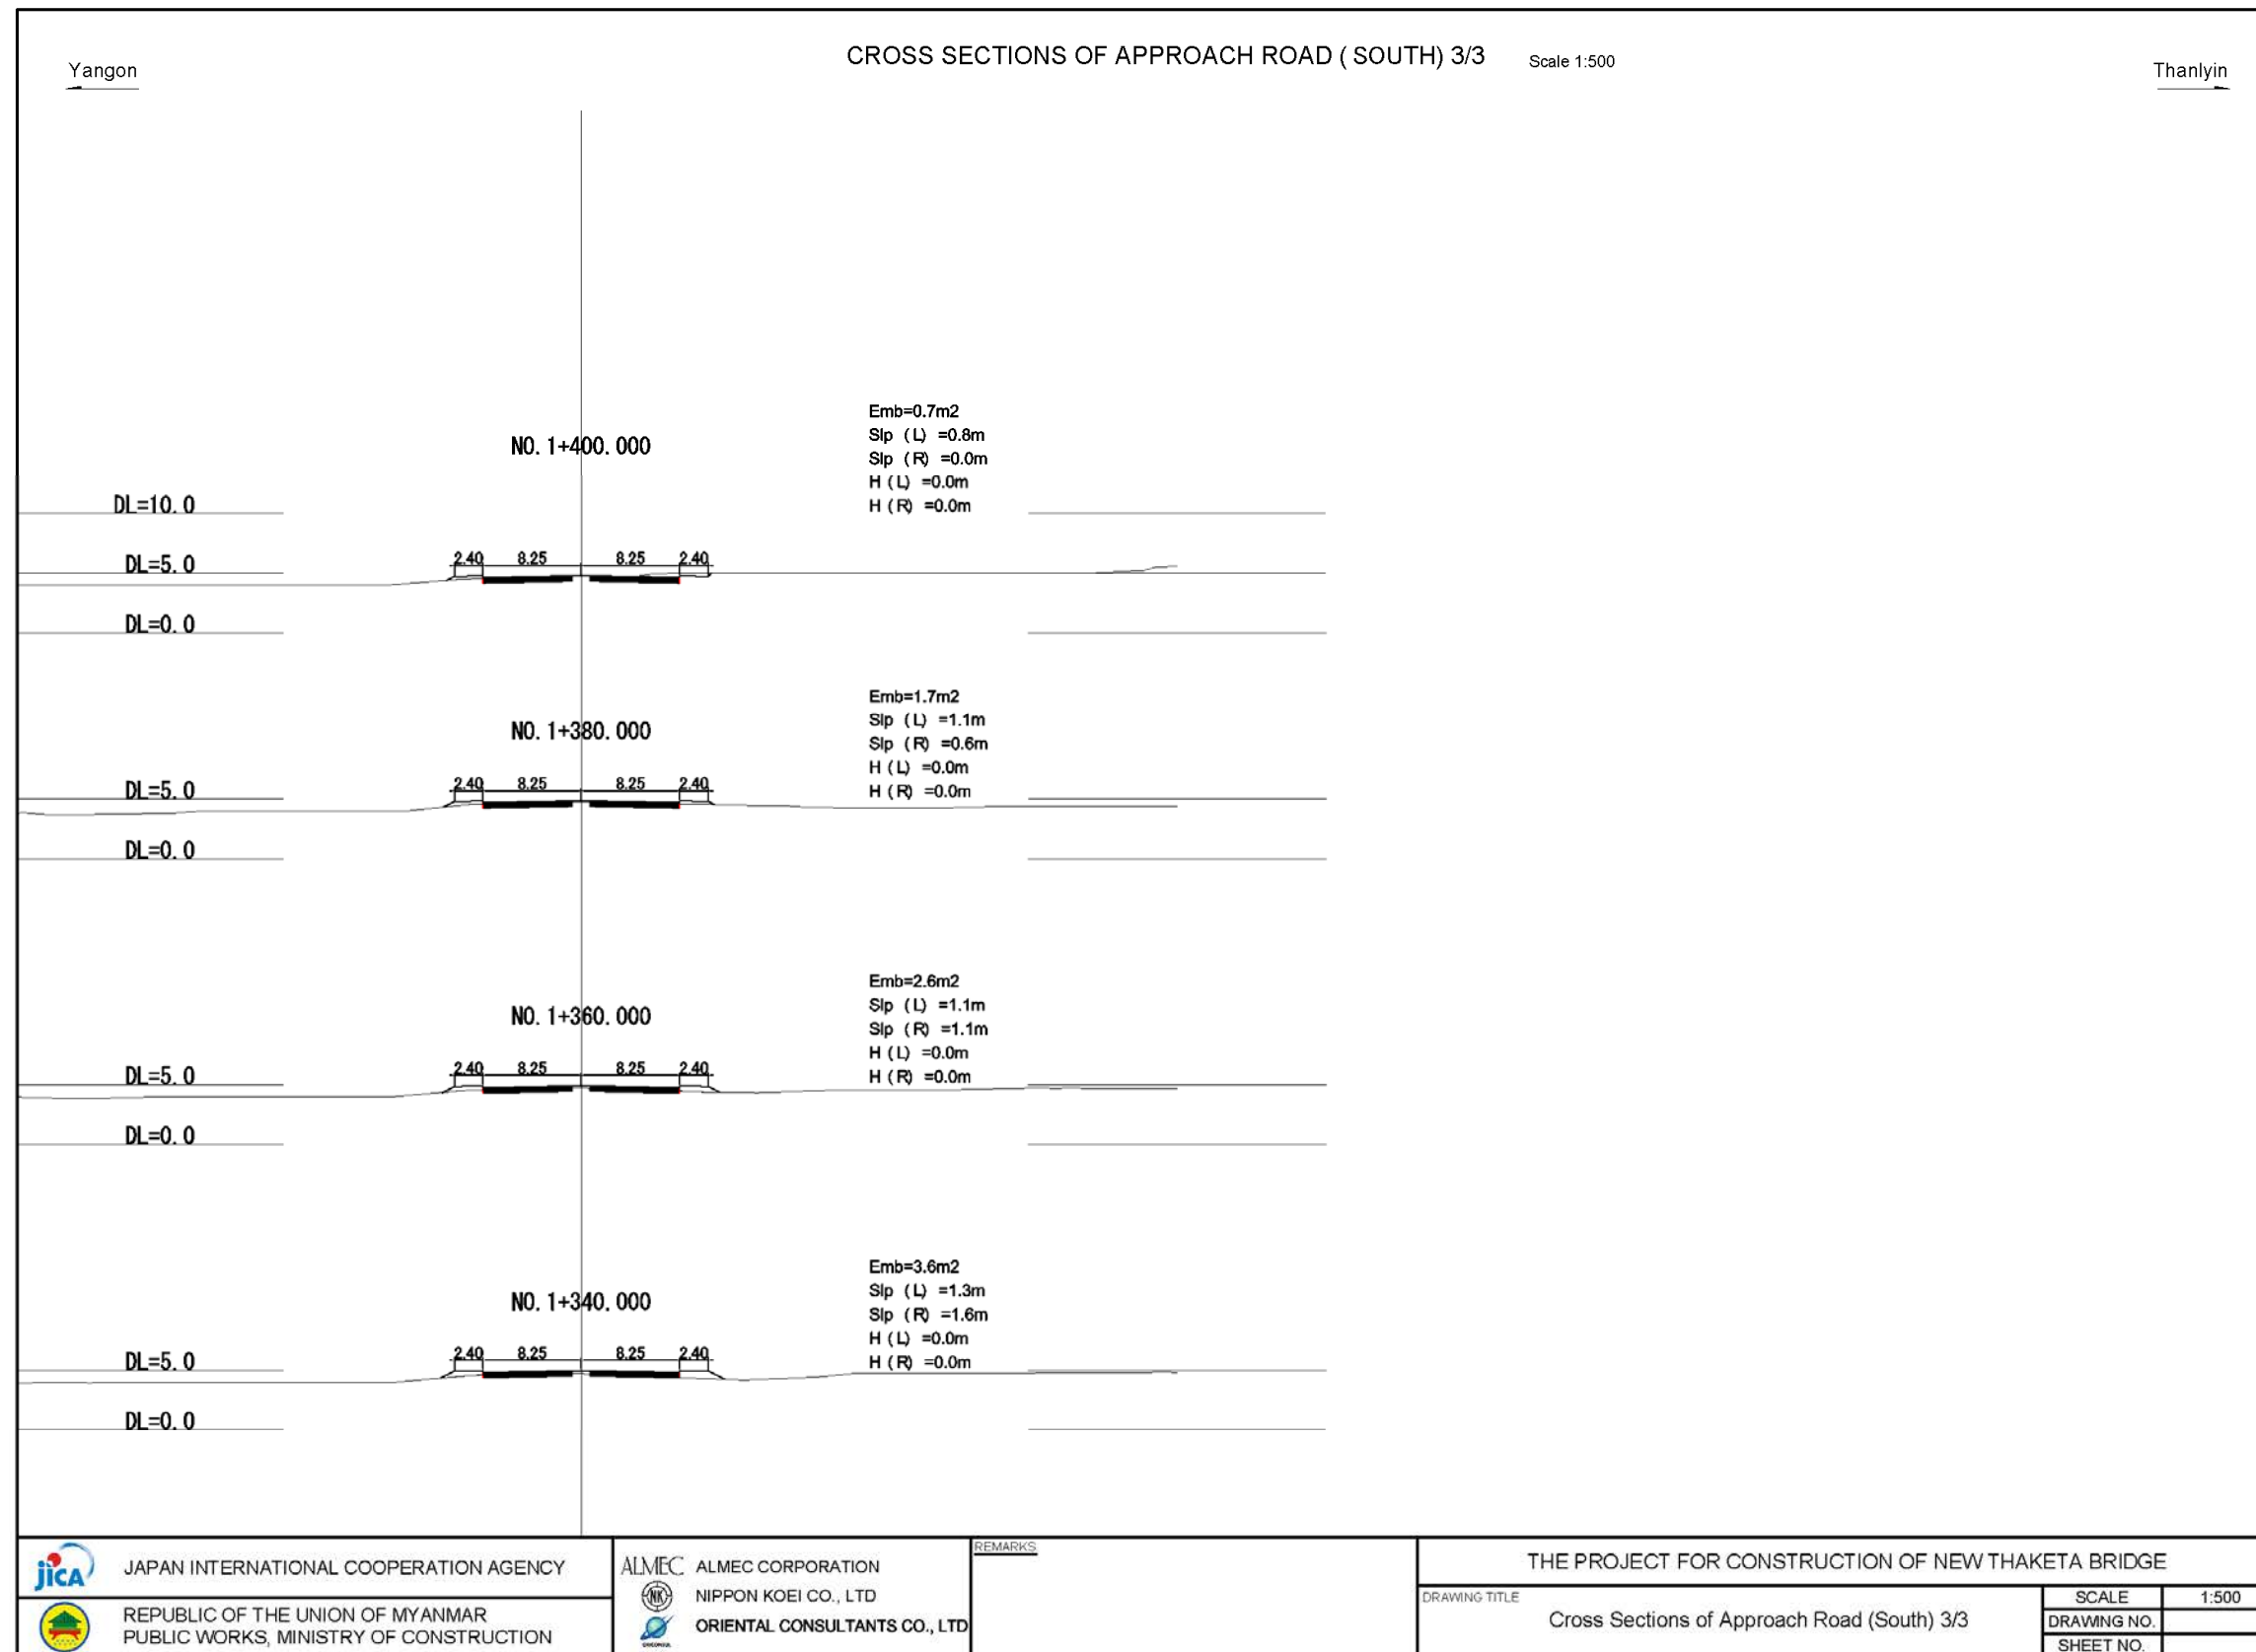 CROSS SECTIONS OF APPROACH ROAD ( SOUTH) 3/3 Scale 1:500
Yangon
Thanlyin
Emb=0.7m2
Slp (L) =0.8m
Slp (R) =0.0m
H (L) =0.0m
H (R) =0.0m
NO. 1+400.000
DL=10.0
DL=5.0
2.40 8.25 8.25 2.40
DL=0.0
Emb=1.7m2
Slp (L) =1.1m
Slp (R) =0.6m
H (L) =0.0m
H (R) =0.0m
NO. 1+380.000
DL=5.0
2.40 8.25 8.25 2.40
DL=0.0
Emb=2.6m2
Slp (L) =1.1m
Slp (R) =1.1m
H (L) =0.0m
H (R) =0.0m
NO. 1+360.000
DL=5.0
2.40 8.25 8.25 2.40
DL=0.0
Emb=3.6m2
Slp (L) =1.3m
Slp (R) =1.6m
H (L) =0.0m
H (R) =0.0m
NO. 1+340.000
DL=5.0
2.40 8.25 8.25 2.40
DL=0.0
jica
JAPAN INTERNATIONAL COOPERATION AGENCY
REPUBLIC OF THE UNION OF MYANMAR
PUBLIC WORKS, MINISTRY OF CONSTRUCTION
ALMEC ALMEC CORPORATION
NK NIPPON KOEI CO., LTD
ORIENTAL CONSULTANTS CO., LTD
REMARKS
THE PROJECT FOR CONSTRUCTION OF NEW THAKETA BRIDGE
DRAWING TITLE
Cross Sections of Approach Road (South) 3/3
SCALE 1:500
DRAWING NO.
SHEET NO.